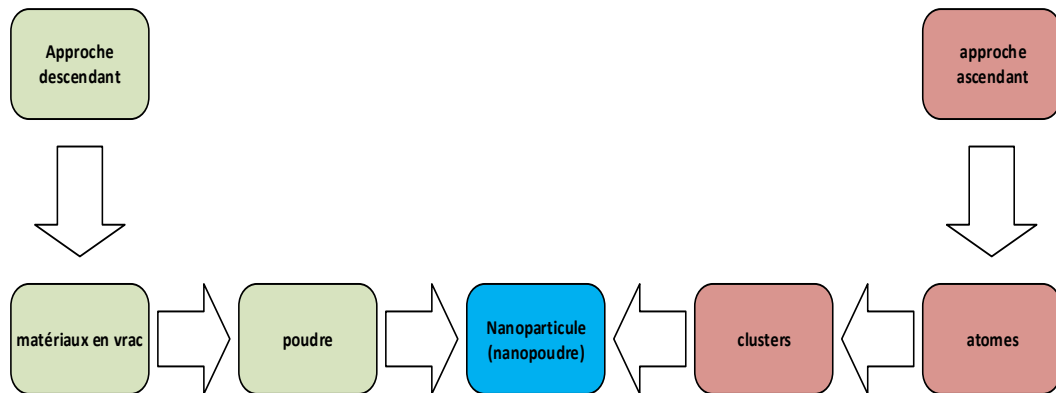 Approche
descendant
approche
ascendant
matériaux en vrac
poudre
Nanoparticule
(nanopoudre)
clusters
atomes